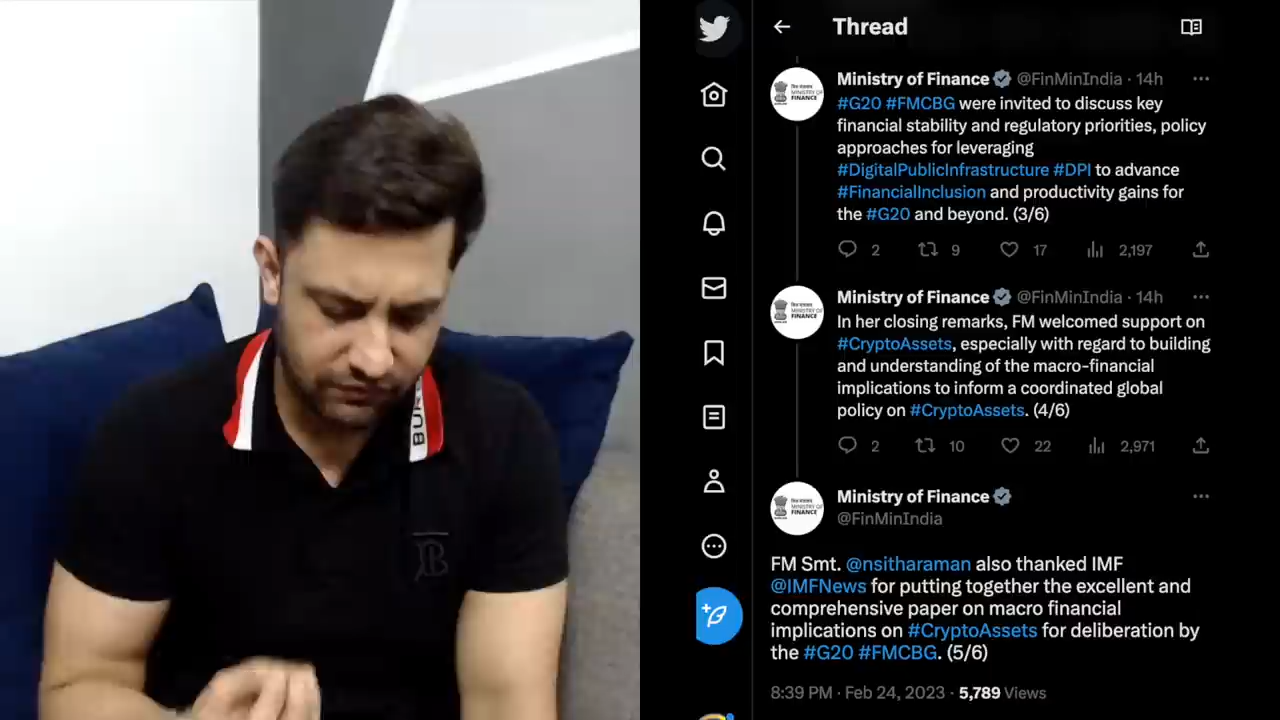 BUR
Thread
Ministry of Finance @FinMinIndia · 14h
#G20 #FMCBG were invited to discuss key
financial stability and regulatory priorities, policy
approaches for leveraging
#DigitalPublicInfrastructure #DPI to advance
#FinancialInclusion and productivity gains for
the #G20 and beyond. (3/6)
2 9 17 2,197
Ministry of Finance @FinMinIndia · 14h
In her closing remarks, FM welcomed support on
#CryptoAssets, especially with regard to building
and understanding of the macro-financial
implications to inform a coordinated global
policy on #CryptoAssets. (4/6)
2 10 22 2,971
Ministry of Finance
@FinMinIndia
FM Smt. @nsitharaman also thanked IMF
@IMFNews for putting together the excellent and
comprehensive paper on macro financial
implications on #CryptoAssets for deliberation by
the #G20 #FMCBG. (5/6)
8:39 PM · Feb 24, 2023 · 5,789 Views